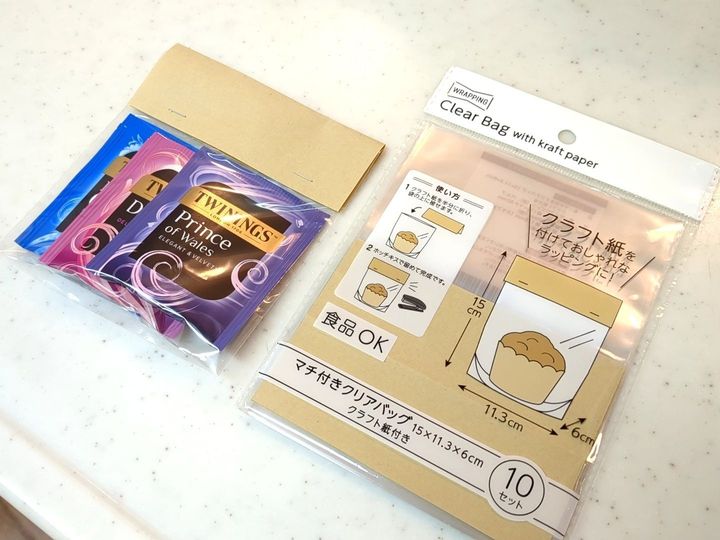 TWININGS
LONDON
Prince
of Wales
ELEGANT & VELVETY
TW
D
WRAPPING
Clear Bag with kraft paper
使い方
1 クラフト紙を半分に折り、
袋の上に被せます。
2 ホッチキスで留めて完成です。
食品OK
クラフト紙を
付けておしゃれな
ラッピングに!
15
cm
11.3cm
6cm
マチ付きクリアバッグ 15×11.3×6cm
クラフト紙付き
10
セット